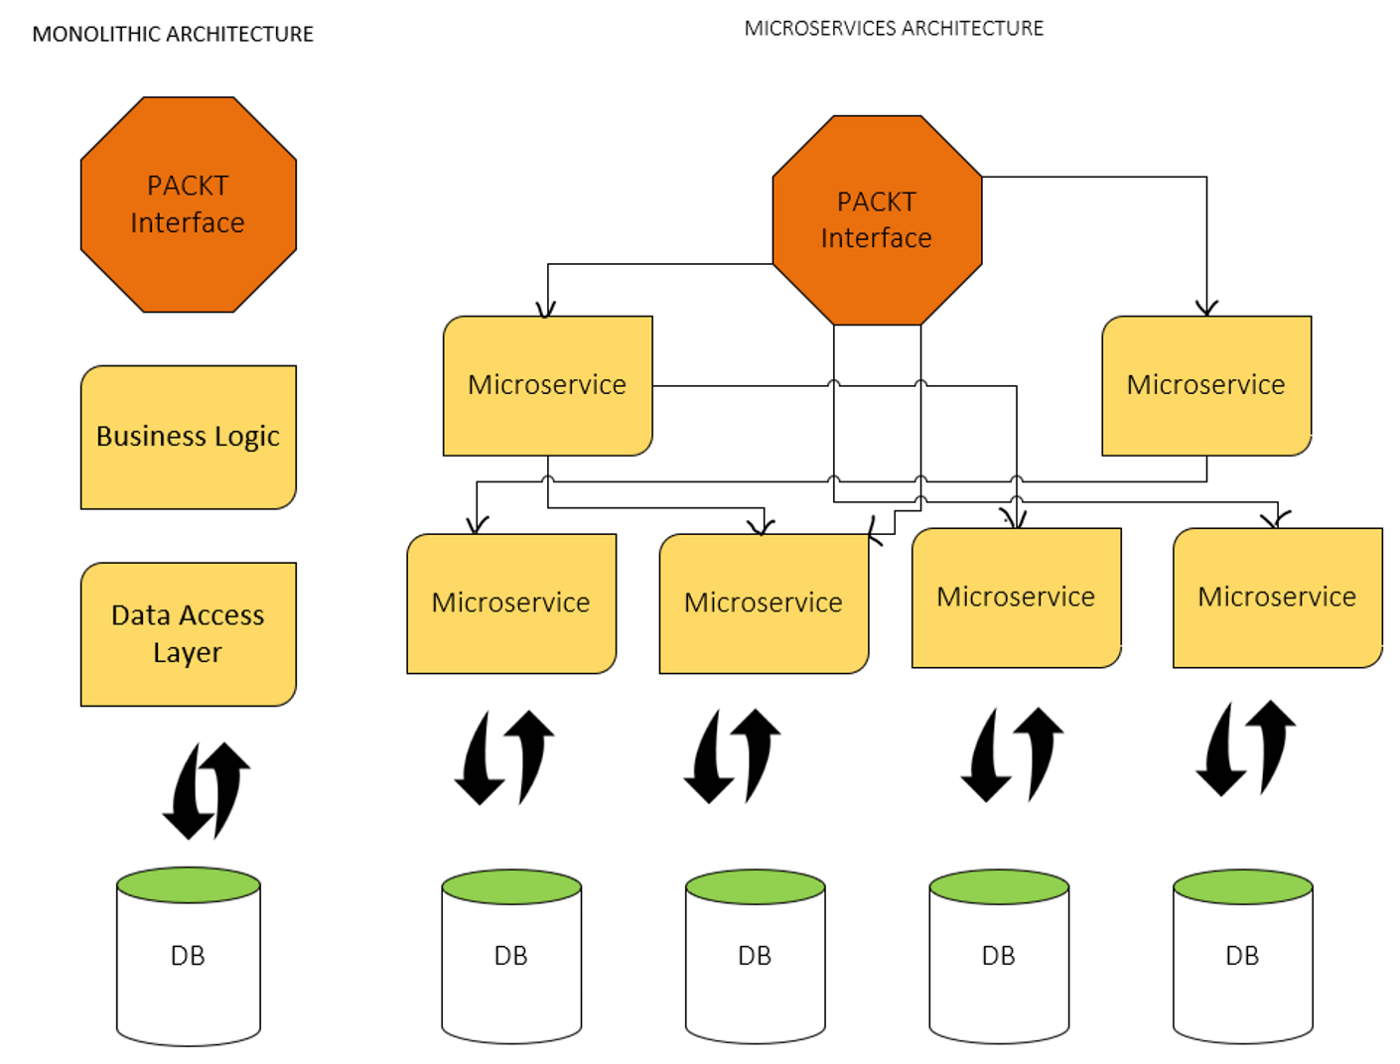 MONOLITHIC ARCHITECTURE
MICROSERVICES ARCHITECTURE
PACKT
Interface
Business Logic
Data Access
Layer
DB
PACKT
Interface
Microservice
Microservice
Microservice
Microservice
Microservice
Microservice
DB
DB
DB
DB